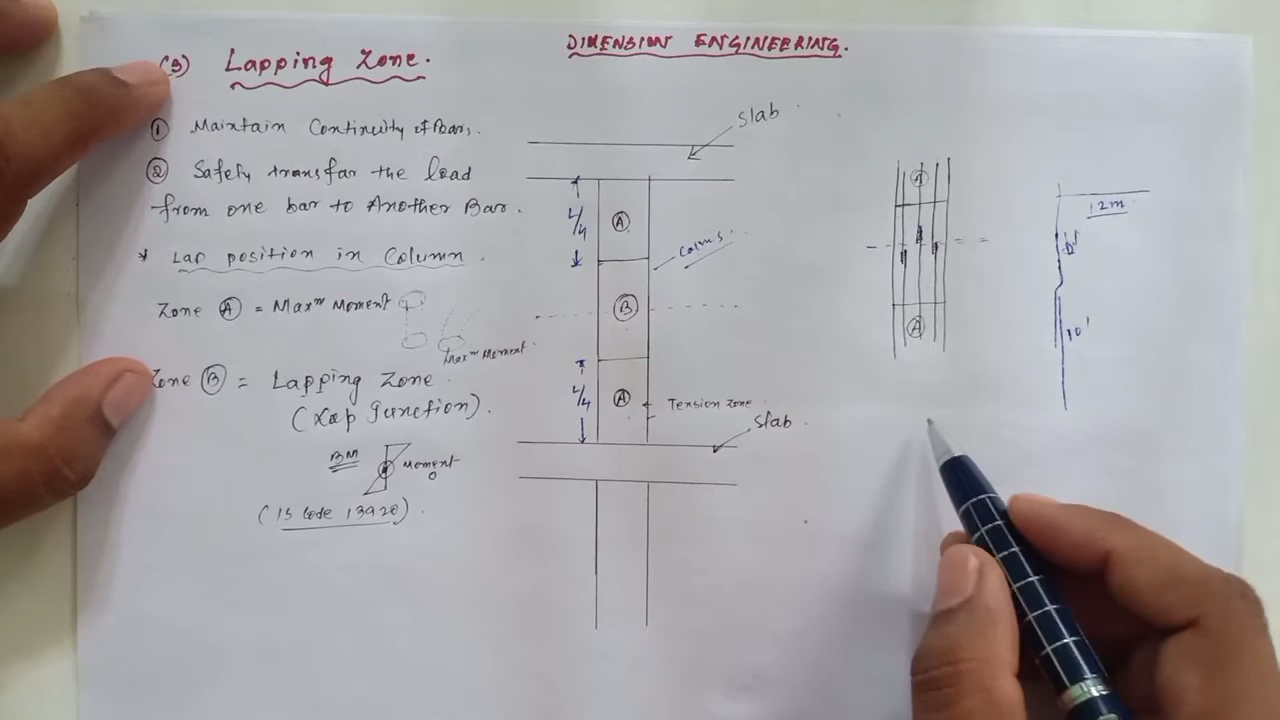 DIMENSION ENGINEERING.
(3) Lapping Zone.
① Maintain Continuity of Bars.
② Safely transfar the load
from one bar to Another Bar.
* Lap position in Column.
Zone Ⓐ = Maxᵐ Moment
Maxᵐ Moment.
Zone Ⓑ = Lapping Zone.
(Lap Junction).
BM
Moment
0
(IS Code 13920).
Slab
L/4
A
Column.
B
L/4
A
Tension Zone
Slab
A
A
12m
10'